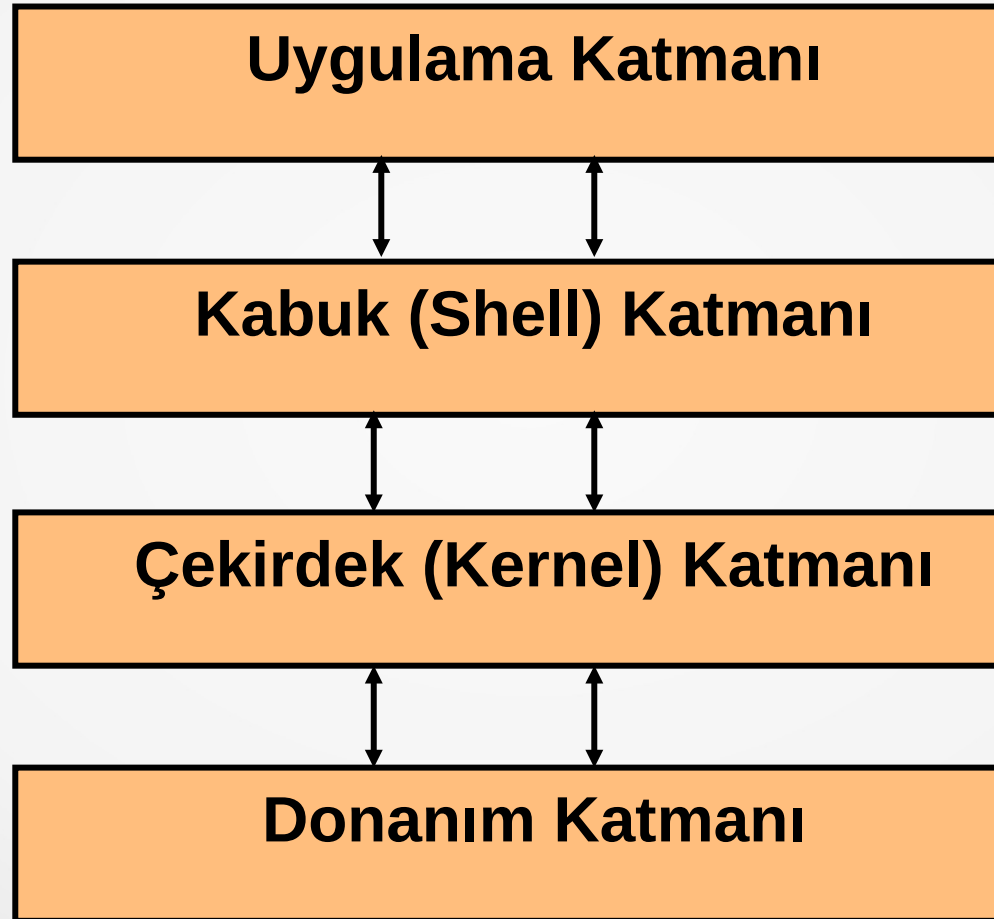 Uygulama Katmanı
Kabuk (Shell) Katmanı
Çekirdek (Kernel) Katmanı
Donanım Katmanı